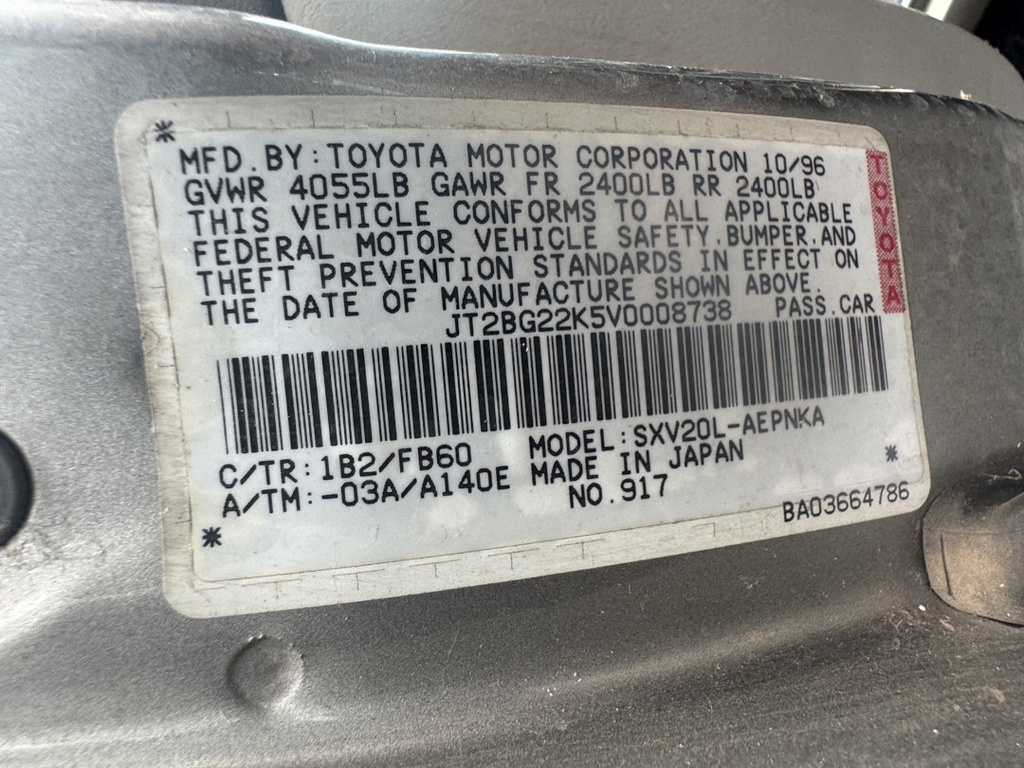 MFD.BY:TOYOTA MOTOR CORPORATION 10/96
GVWR 4055LB GAWR FR 2400LB RR 2400LB
THIS VEHICLE CONFORMS TO ALL APPLICABLE
FEDERAL MOTOR VEHICLE SAFETY,BUMPER,AND
THEFT PREVENTION STANDARDS IN EFFECT ON
THE DATE OF MANUFACTURE SHOWN ABOVE.
JT2BG22K5V0008738 PASS.CAR
C/TR:1B2/FB60 MODEL:SXV20L-AEPNKA
A/TM:-03A/A140E MADE IN JAPAN
NO.917
BA03664786
TOYOTA